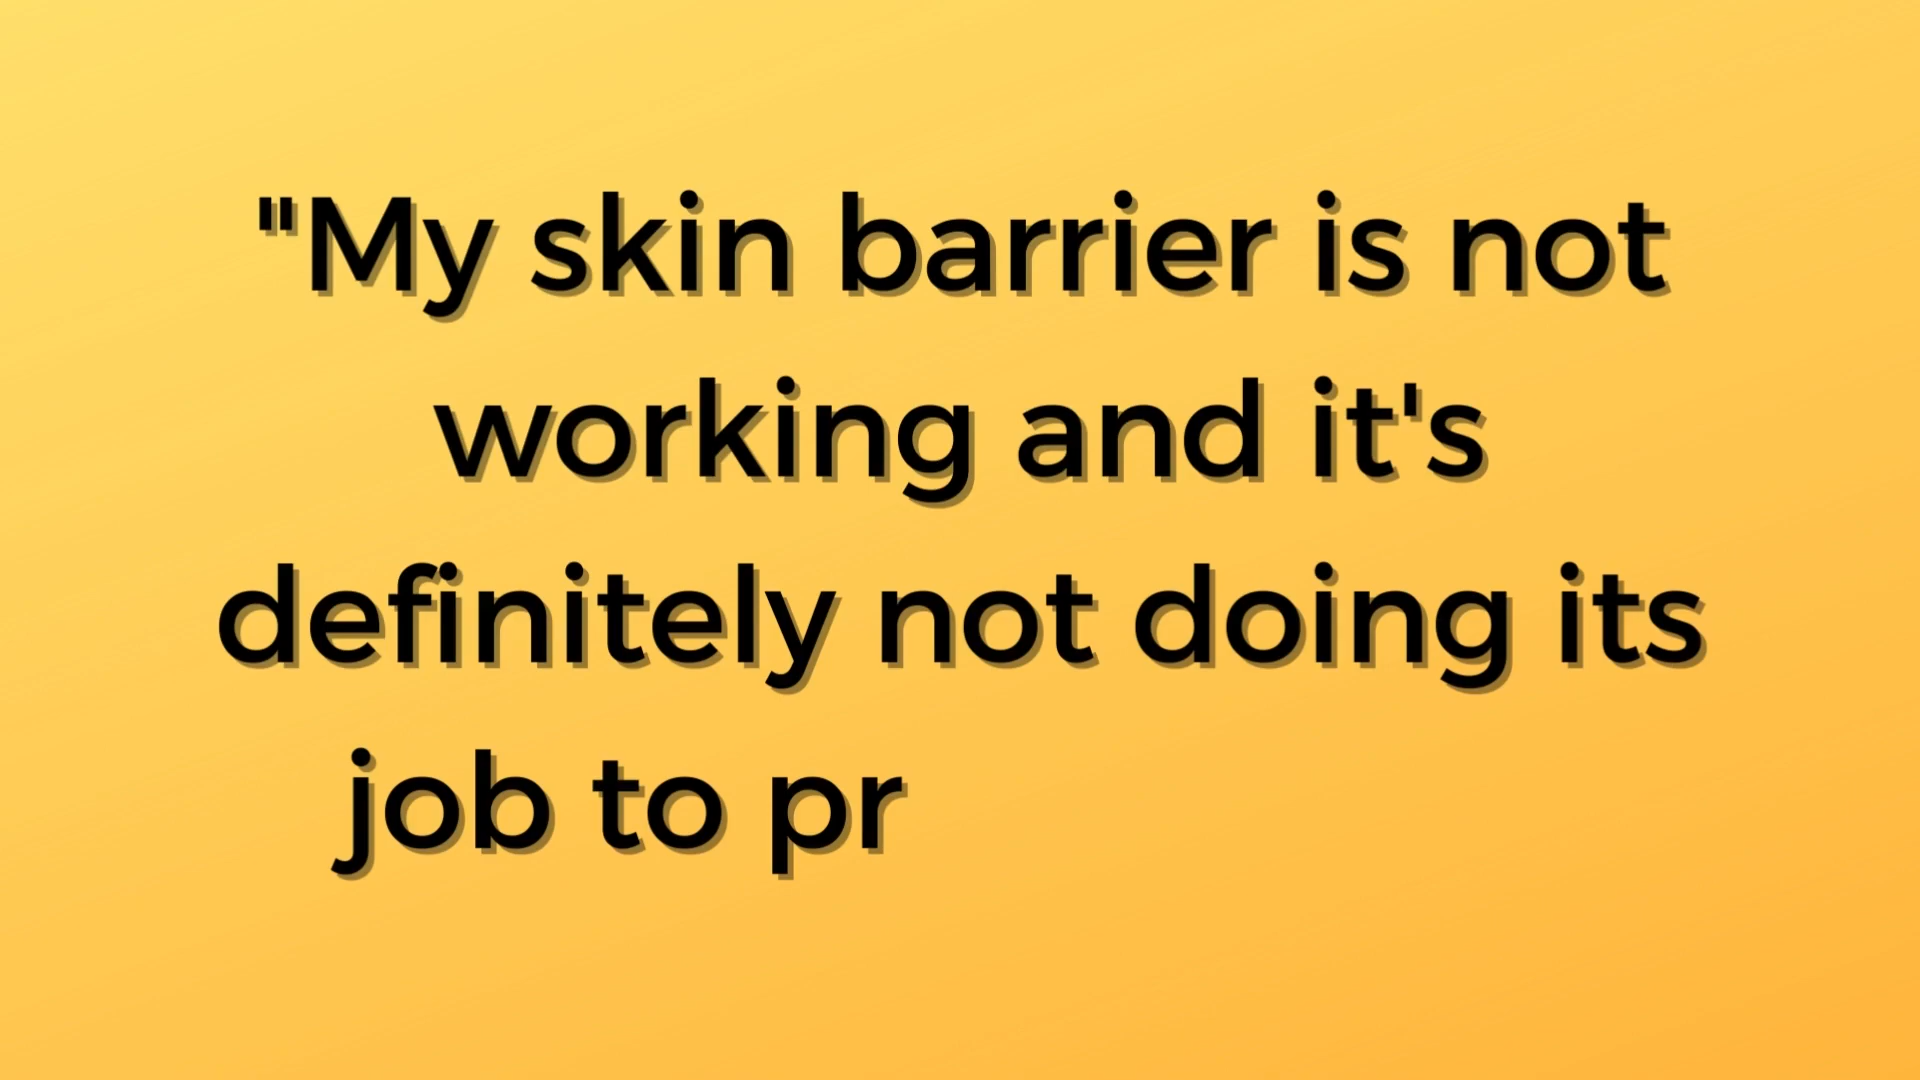 "My skin barrier is not
working and it's
definitely not doing its
job to pr